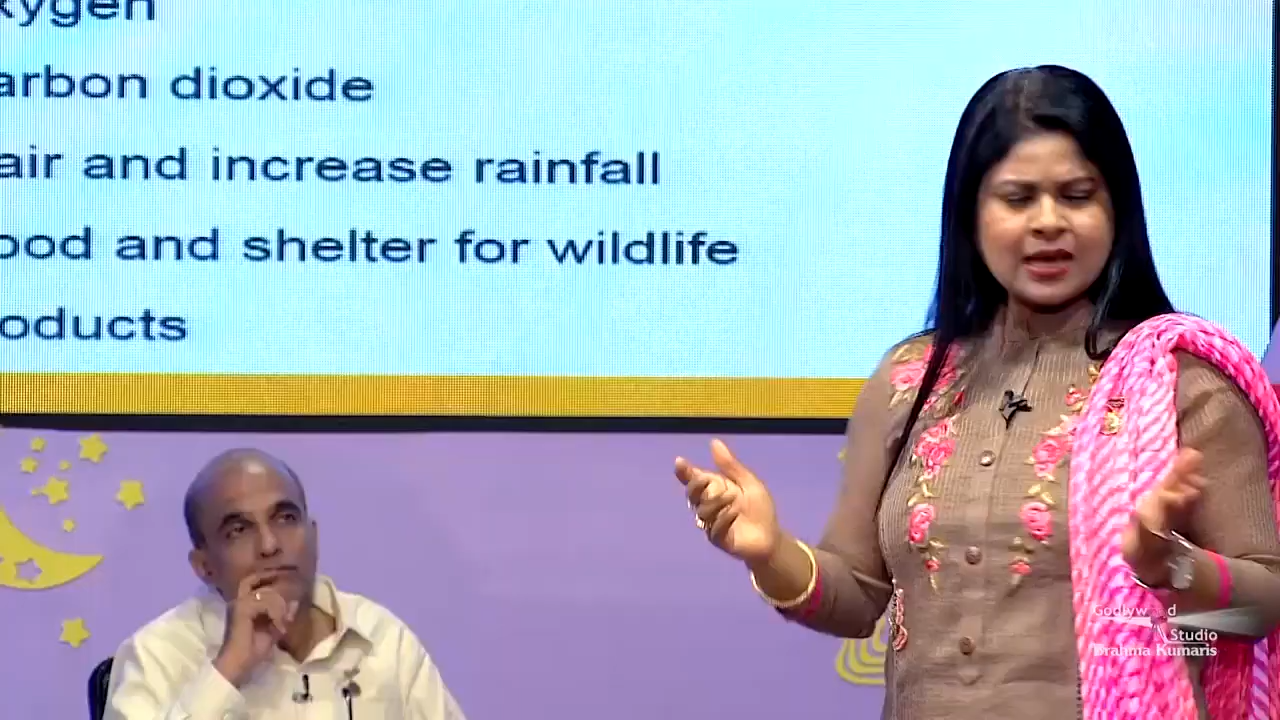 xygen
arbon dioxide
air and increase rainfall
ood and shelter for wildlife
oducts
Godlywood
Studio
Brahma Kumaris